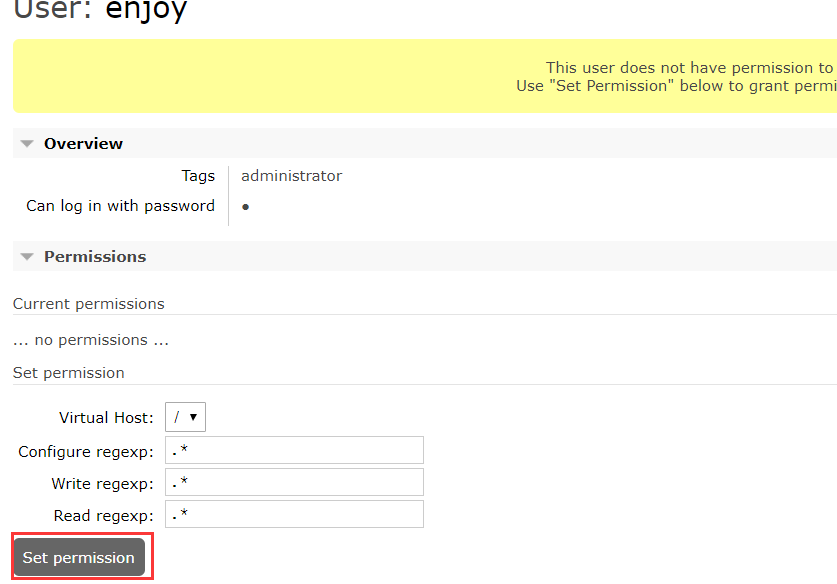 User: enjoy
This user does not have permission to
Use "Set Permission" below to grant permi
Overview
Tags administrator
Can log in with password ●
Permissions
Current permissions
... no permissions ...
Set permission
Virtual Host: / ▼
Configure regexp: .*
Write regexp: .*
Read regexp: .*
Set permission